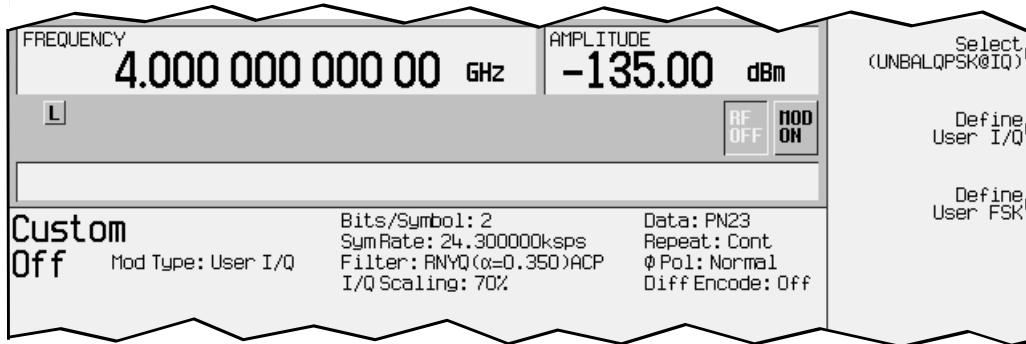 FREQUENCY
4.000 000 000 00 GHz
AMPLITUDE
-135.00 dBm
L
RF OFF
MOD ON
Custom Off
Mod Type: User I/Q
Bits/Symbol: 2
Sym Rate: 24.300000ksps
Filter: RNYQ(α=0.350)ACP
I/Q Scaling: 70%
Data: PN23
Repeat: Cont
ΦPol: Normal
Diff Encode: Off
Select
(UNBALQPSK@IQ)
Define
User I/Q
Define
User FSK